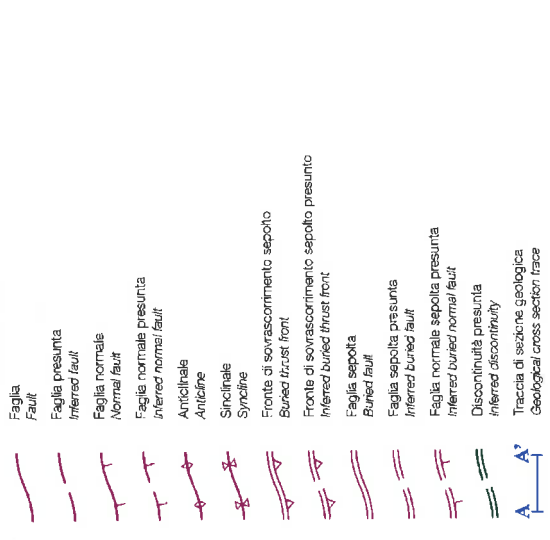 Faglia
Fault
Faglia presunta
Inferred fault
Faglia normale
Normal fault
Faglia normale presunta
Inferred normal fault
Anticlinale
Anticline
Sinclinale
Syncline
Fronte di sovrascorrimento sepolto
Buried thrust front
Fronte di sovrascorrimento sepolto presunto
Inferred buried thrust front
Faglia sepolta
Buried fault
Faglia sepolta presunta
Inferred buried fault
Faglia normale sepolta presunta
Inferred buried normal fault
Discontinuità presunta
Inferred discontinuity
A A'
Traccia di sezione geologica
Geological cross section trace